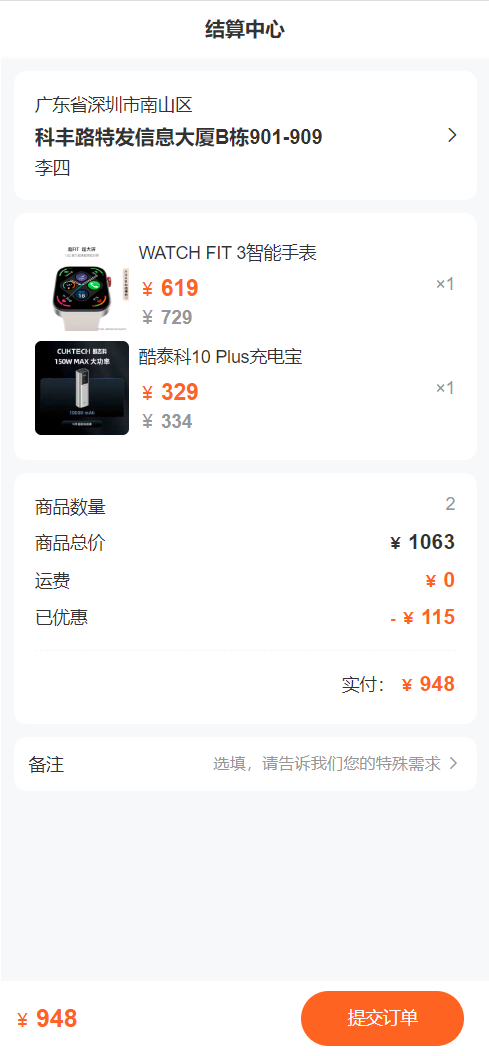 结算中心
广东省深圳市南山区
科丰路特发信息大厦B栋901-909
李四
WATCH FIT 3智能手表
¥ 619
×1
¥ 729
CUKTECH 酷态科
150W MAX 大功率
10000 mAh
酷泰科10 Plus充电宝
¥ 329
×1
¥ 334
商品数量
2
商品总价
¥ 1063
运费
¥ 0
已优惠
- ¥ 115
实付： ¥ 948
备注
选填，请告诉我们您的特殊需求
¥ 948
提交订单